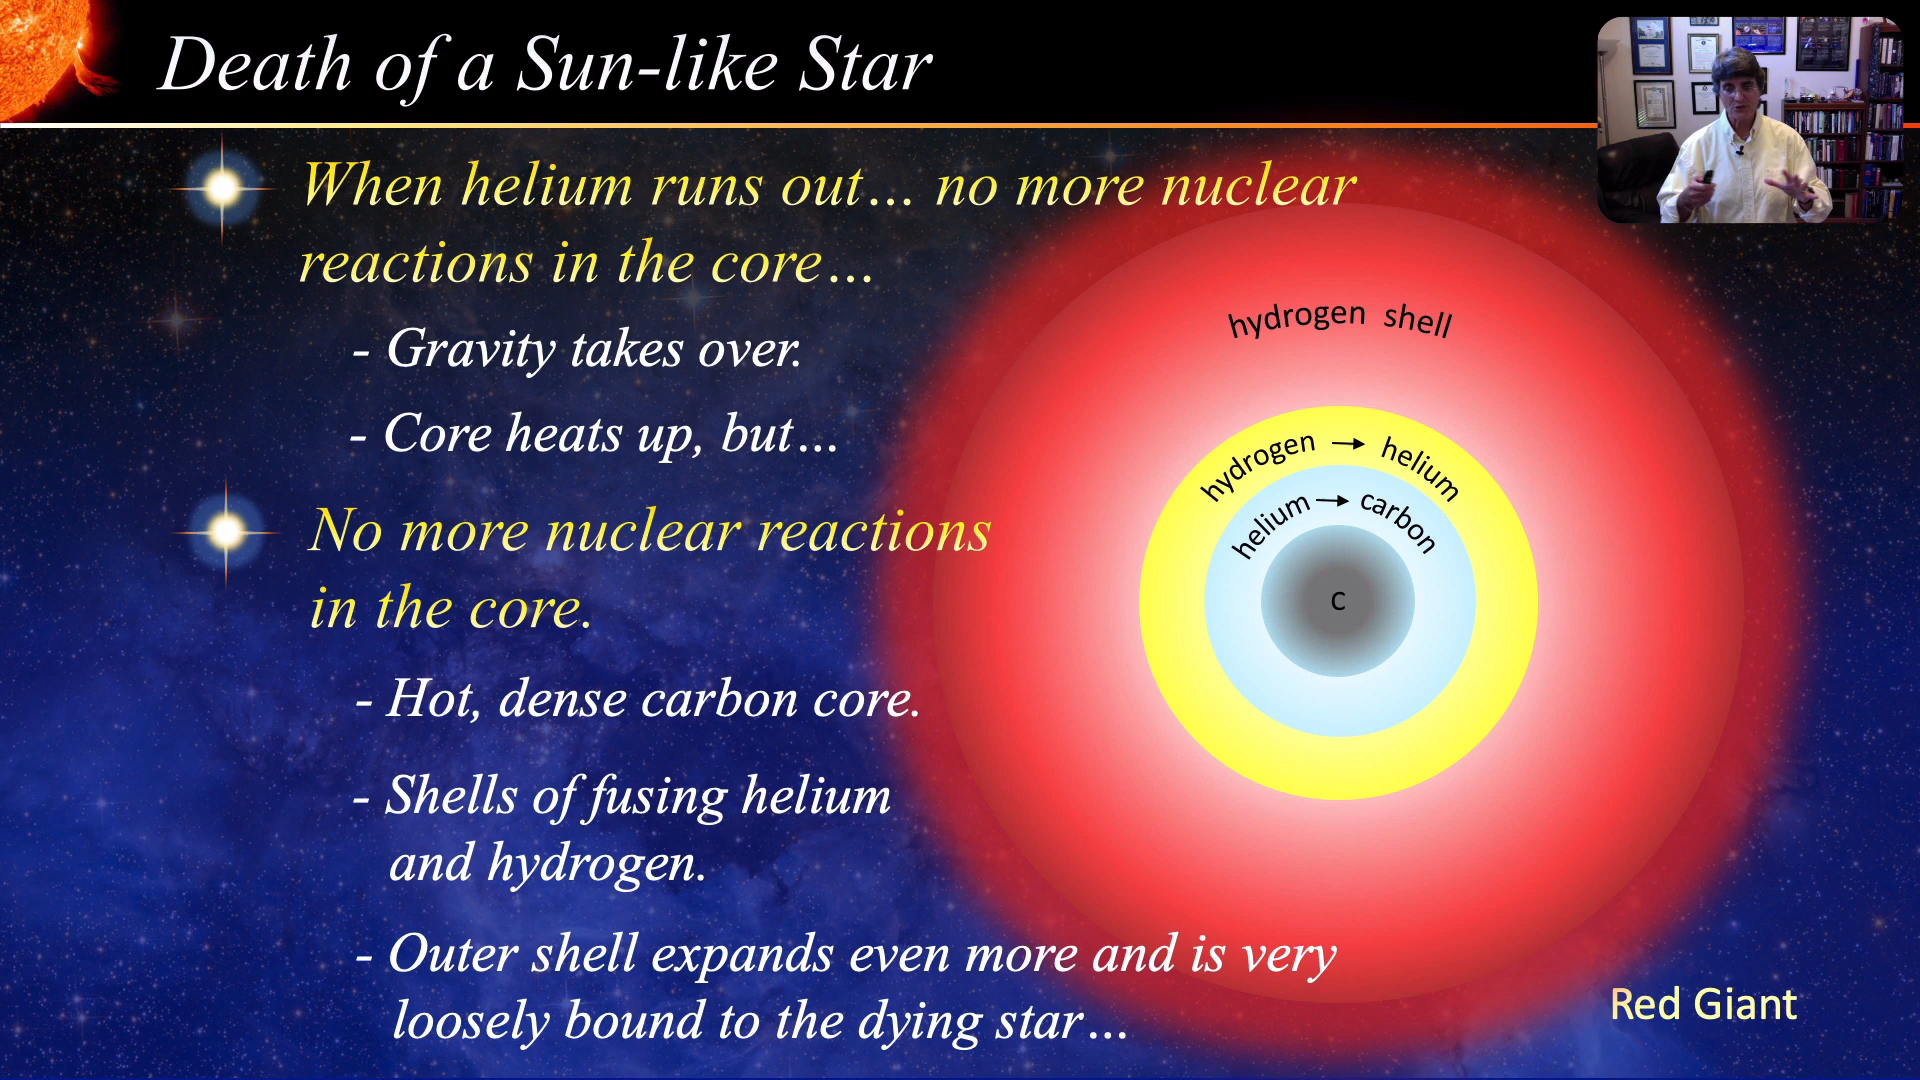 Death of a Sun-like Star
When helium runs out… no more nuclear
reactions in the core…
- Gravity takes over.
- Core heats up, but…
No more nuclear reactions
in the core.
- Hot, dense carbon core.
- Shells of fusing helium
and hydrogen.
- Outer shell expands even more and is very
loosely bound to the dying star…
hydrogen shell
hydrogen → helium
helium → carbon
C
Red Giant